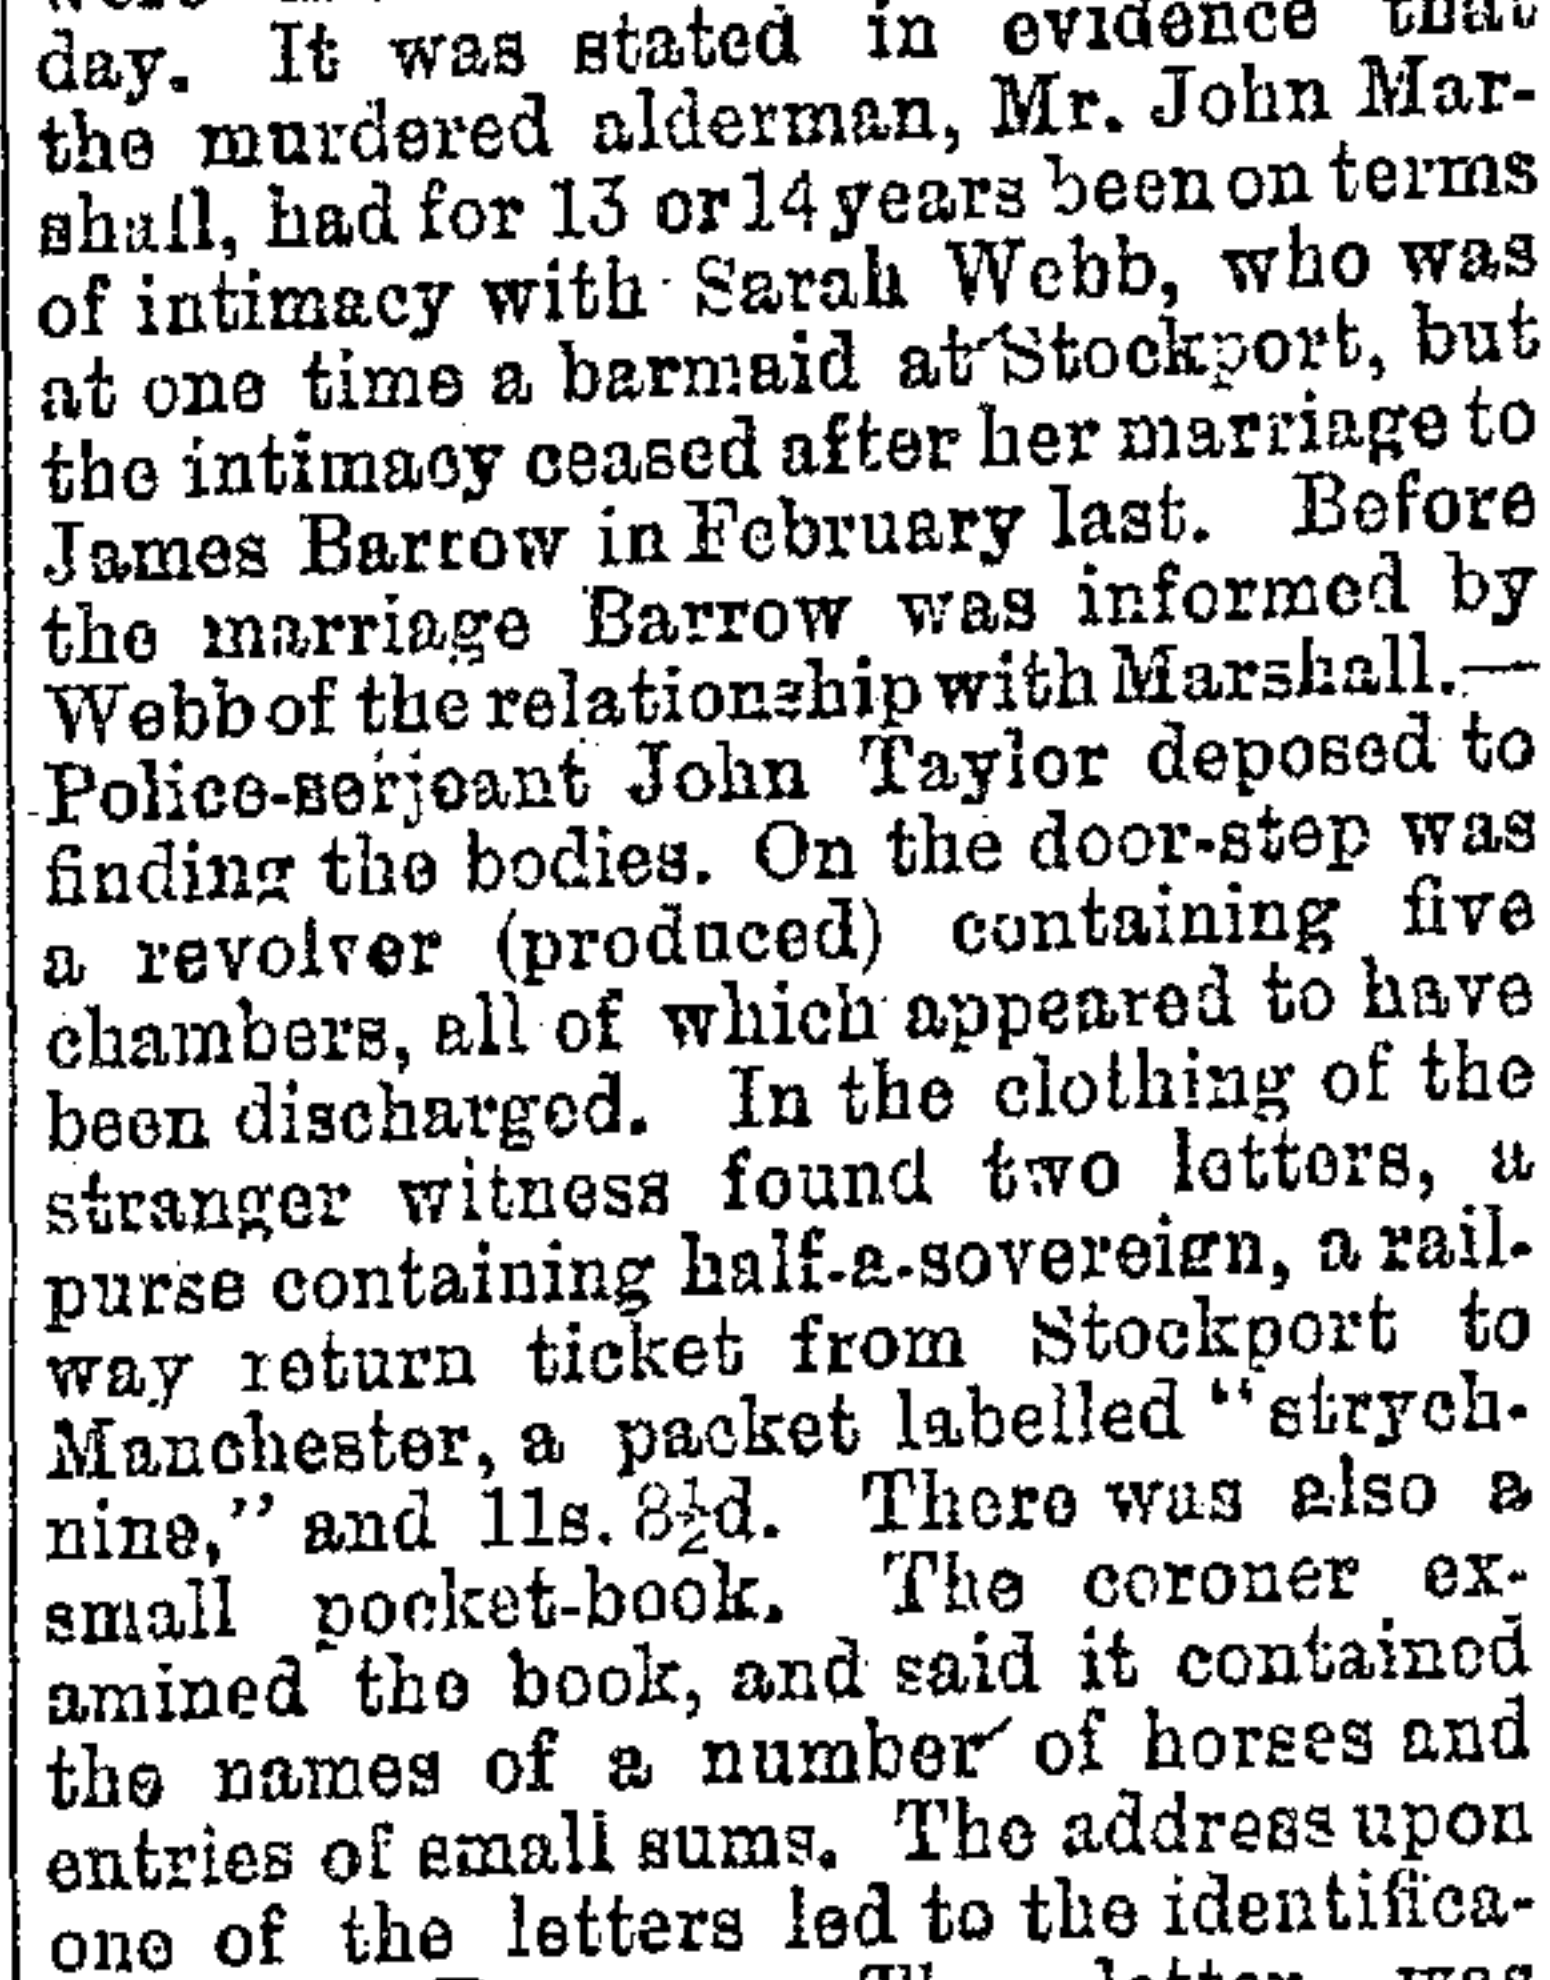 day. It was stated in evidence that
the murdered alderman, Mr. John Mar-
shall, had for 13 or 14 years been on terms
of intimacy with Sarah Webb, who was
at one time a barmaid at Stockport, but
the intimacy ceased after her marriage to
James Barrow in February last. Before
the marriage Barrow was informed by
Webb of the relationship with Marshall.—
Police-serjeant John Taylor deposed to
finding the bodies. On the door-step was
a revolver (produced) containing five
chambers, all of which appeared to have
been discharged. In the clothing of the
stranger witness found two letters, a
purse containing half-a-sovereign, a rail-
way return ticket from Stockport to
Manchester, a packet labelled "strych-
nine," and 11s. 8½d. There was also a
small pocket-book. The coroner ex-
amined the book, and said it contained
the names of a number of horses and
entries of small sums. The address upon
one of the letters led to the identifica-